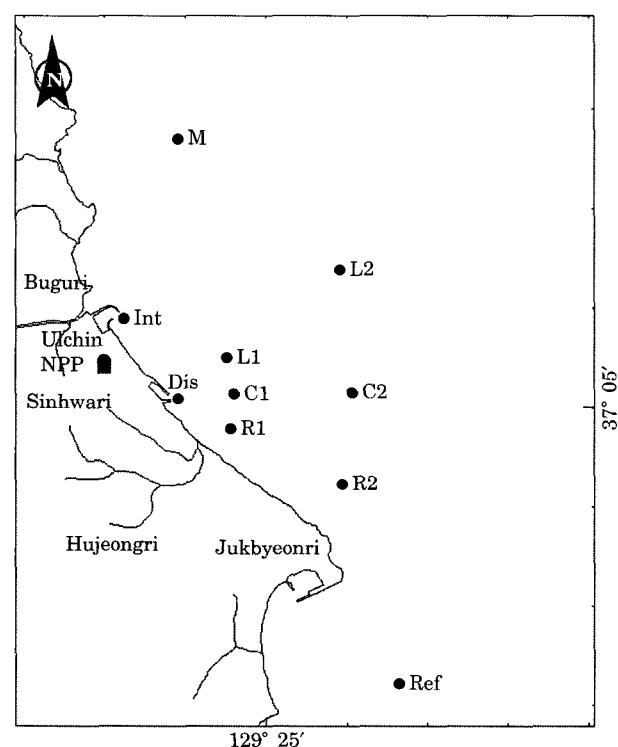 N
M
L2
Buguri
Int
Ulchin
NPP
L1
Dis
C1
C2
Sinhwari
37° 05'
R1
R2
Hujeongri
Jukbyeonri
Ref
129° 25'